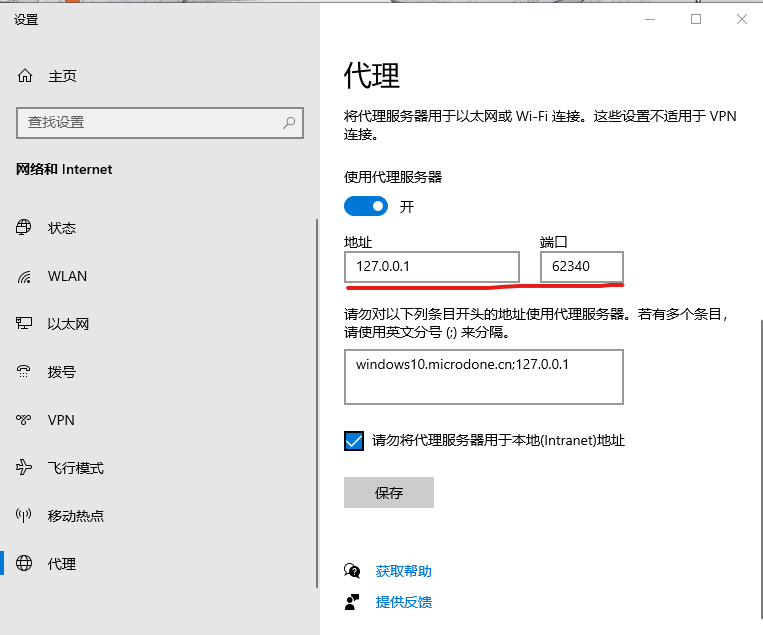 设置
主页
查找设置
网络和 Internet
状态
WLAN
以太网
拨号
VPN
飞行模式
移动热点
代理
代理
将代理服务器用于以太网或 Wi-Fi 连接。这些设置不适用于 VPN
连接。
使用代理服务器
开
地址
端口
127.0.0.1
62340
请勿对以下列条目开头的地址使用代理服务器。若有多个条目，
请使用英文分号 (;) 来分隔。
windows10.microdone.cn;127.0.0.1
请勿将代理服务器用于本地(Intranet)地址
保存
获取帮助
提供反馈